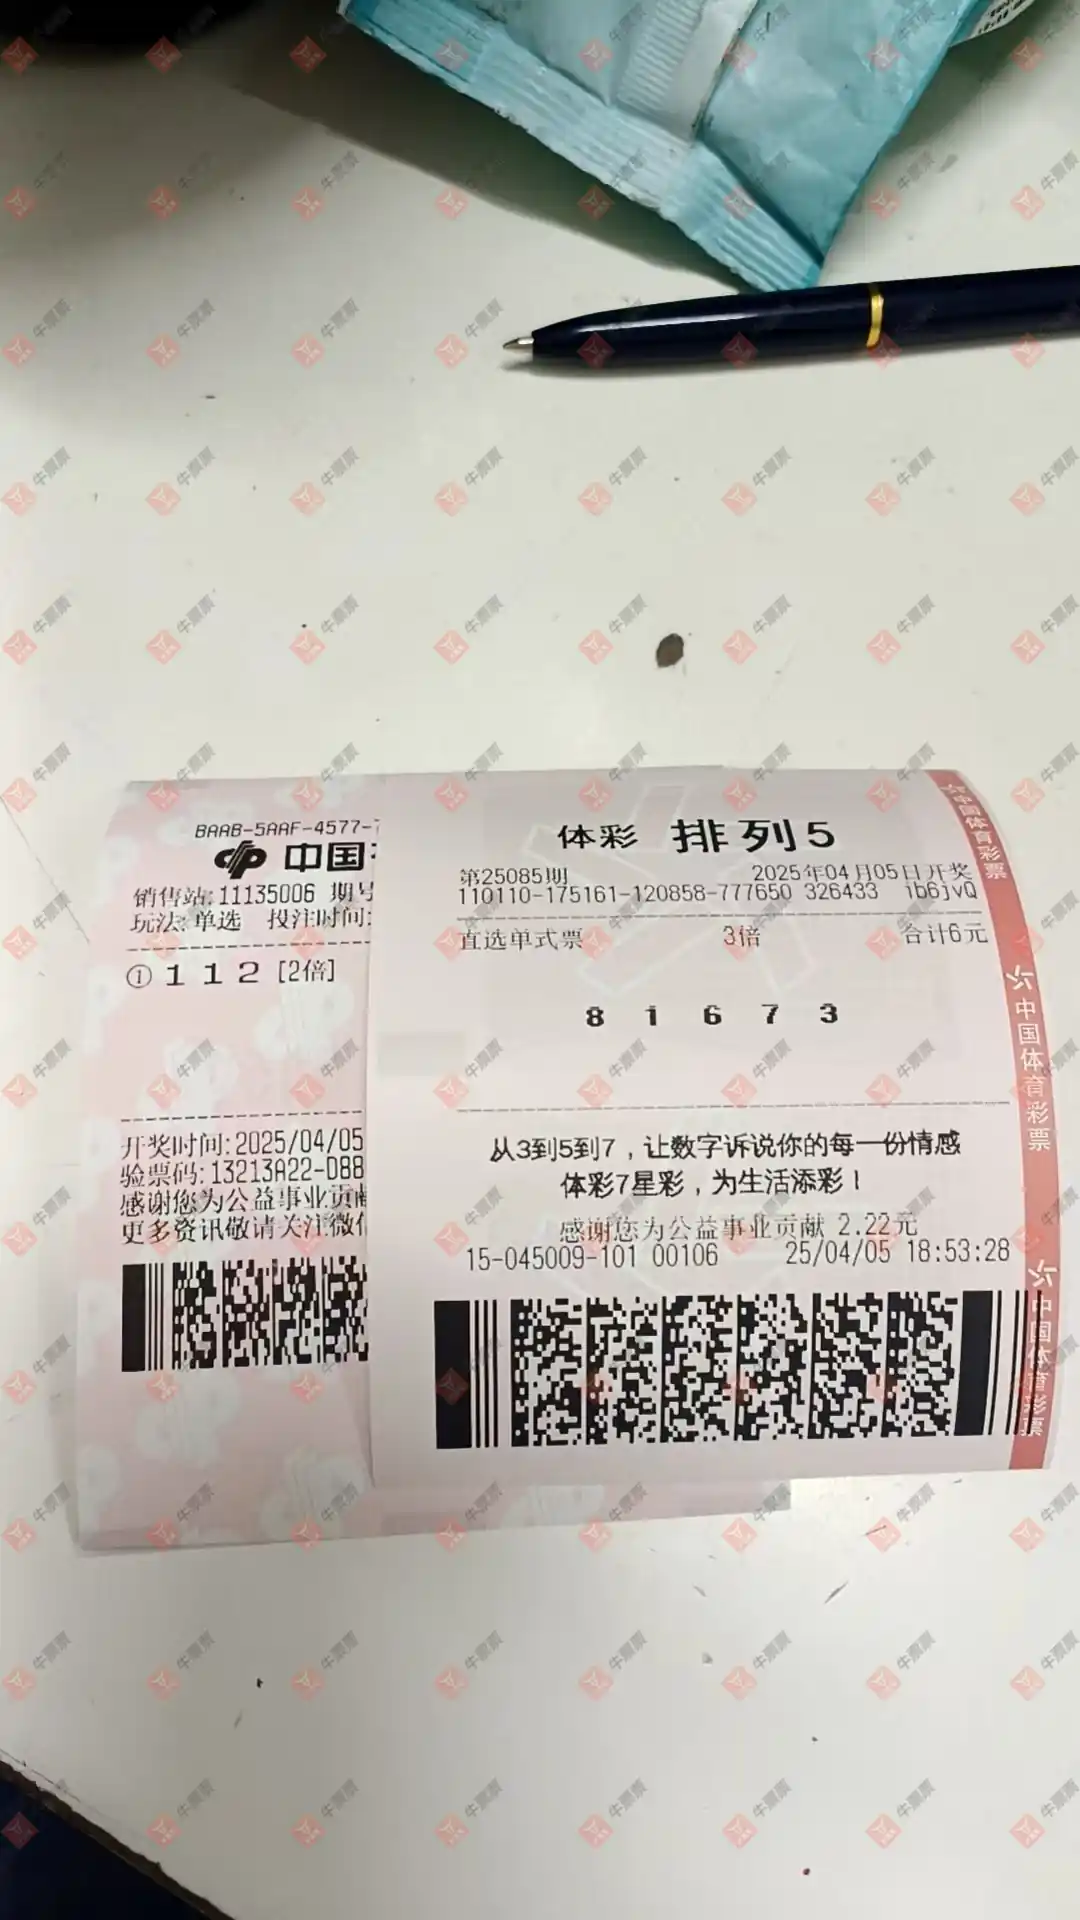 BAAB-5AAF-4577-
中国
销售站:11135006 期号
玩法:单选 投注时间:
① 1 1 2 [2倍]
开奖时间:2025/04/05
验票码:13213A22-D88
感谢您为公益事业贡献
更多资讯敬请关注微信
体彩 排列5
第25085期 2025年04月05日开奖
110110-175161-120858-777650 326433 ib6jvQ
直选单式票 3倍 合计6元
8 1 6 7 3
从3到5到7，让数字诉说你的每一份情感
体彩7星彩，为生活添彩！
感谢您为公益事业贡献 2.22元
15-045009-101 00106 25/04/05 18:53:28
中国体育彩票
中国体育彩票
中国体育彩票
牛票票